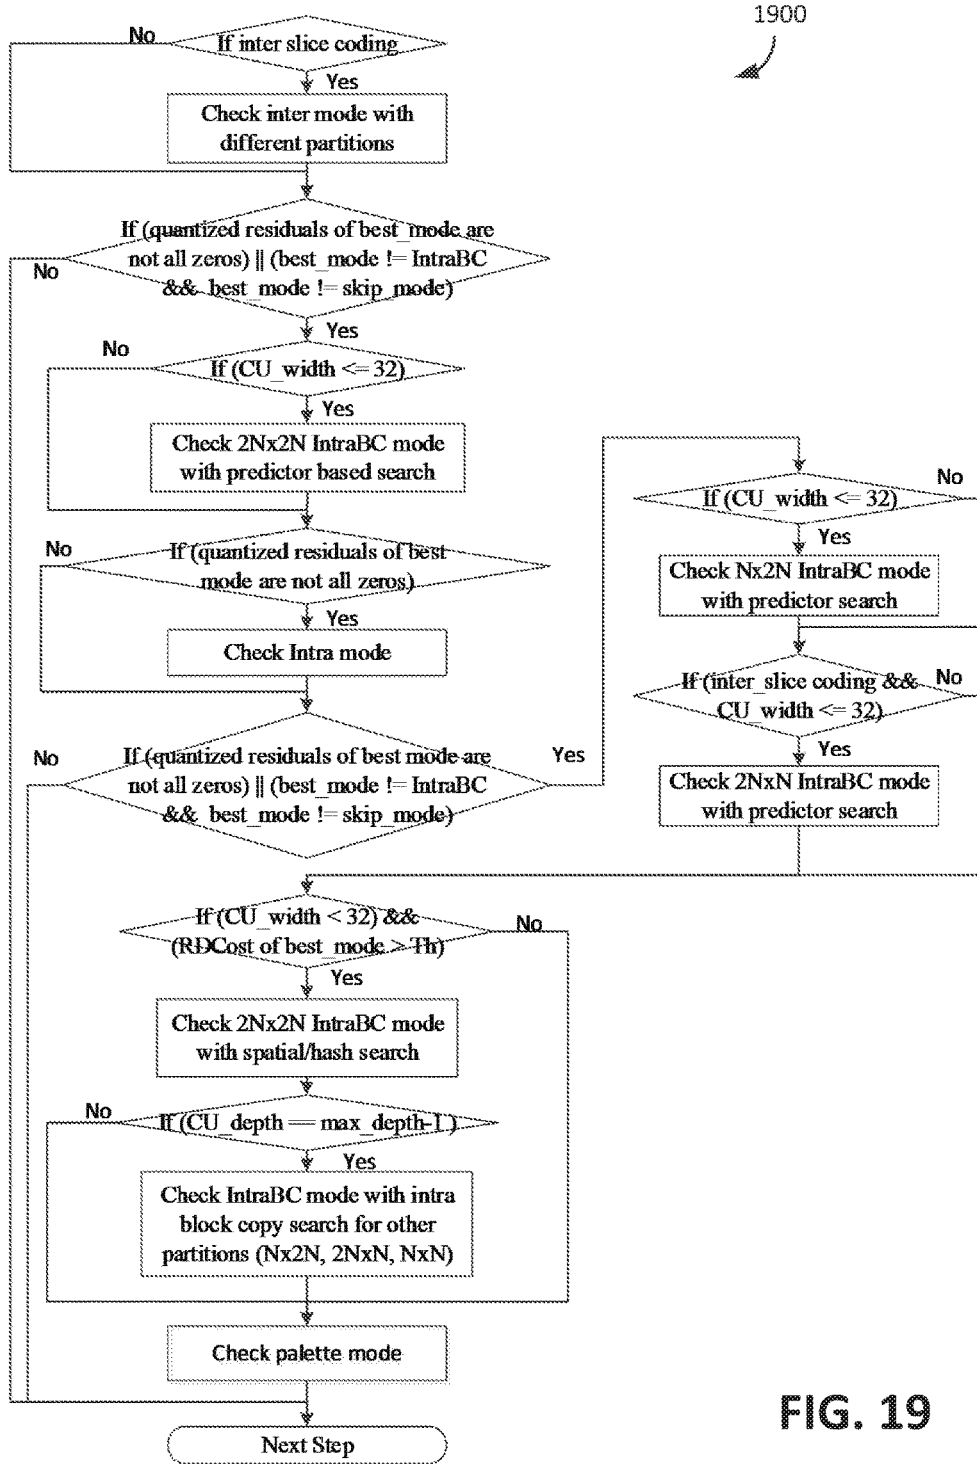 1900
No
If inter slice coding
Yes
Check inter mode with
different partitions
If (quantized residuals of best_mode are
not all zeros) || (best_mode != IntraBC
&& best_mode != skip_mode)
No
Yes
No
If (CU_width <= 32)
Yes
Check 2Nx2N IntraBC mode
with predictor based search
No
If (quantized residuals of best
mode are not all zeros)
Yes
Check Intra mode
No
If (quantized residuals of best mode are
not all zeros) || (best_mode != IntraBC
&& best_mode != skip_mode)
Yes
If (CU_width <= 32)
No
Yes
Check Nx2N IntraBC mode
with predictor search
If (inter_slice coding &&
CU_width <= 32)
No
Yes
Check 2NxN IntraBC mode
with predictor search
If (CU_width < 32) &&
(RDCost of best_mode > Th)
No
Yes
Check 2Nx2N IntraBC mode
with spatial/hash search
No
If (CU_depth == max_depth-1)
Yes
Check IntraBC mode with intra
block copy search for other
partitions (Nx2N, 2NxN, NxN)
Check palette mode
Next Step
FIG. 19